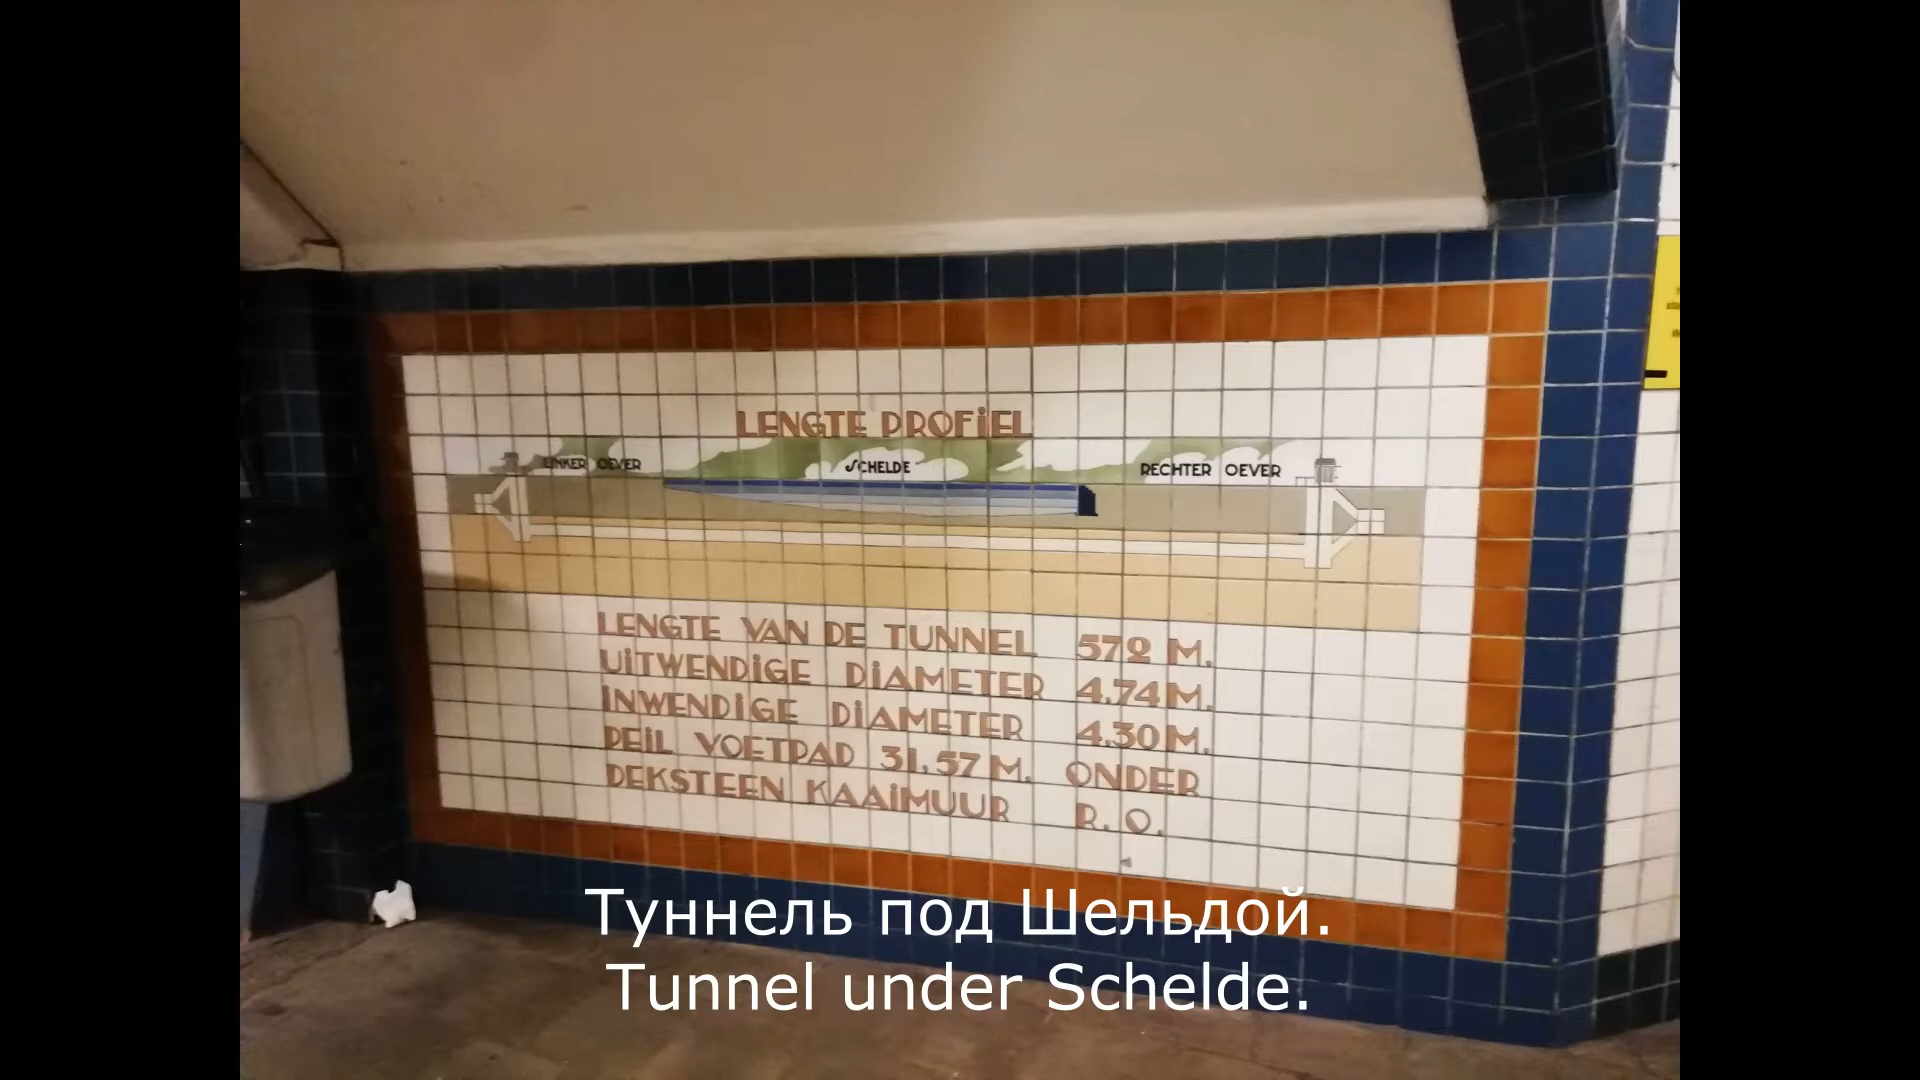 LENGTE PROFiEL
LINKER OEVER
SCHELDE
RECHTER OEVER
LENGTE VAN DE TUNNEL 572 M.
UiTWENDiGE DiAMETER 4,74 M.
iNWENDiGE DiAMETER 4,30 M.
PEiL VOETPAD 31,57 M. ONDER
DEKSTEEN KAAiMUUR R.O.
Туннель под Шельдой.
Tunnel under Schelde.